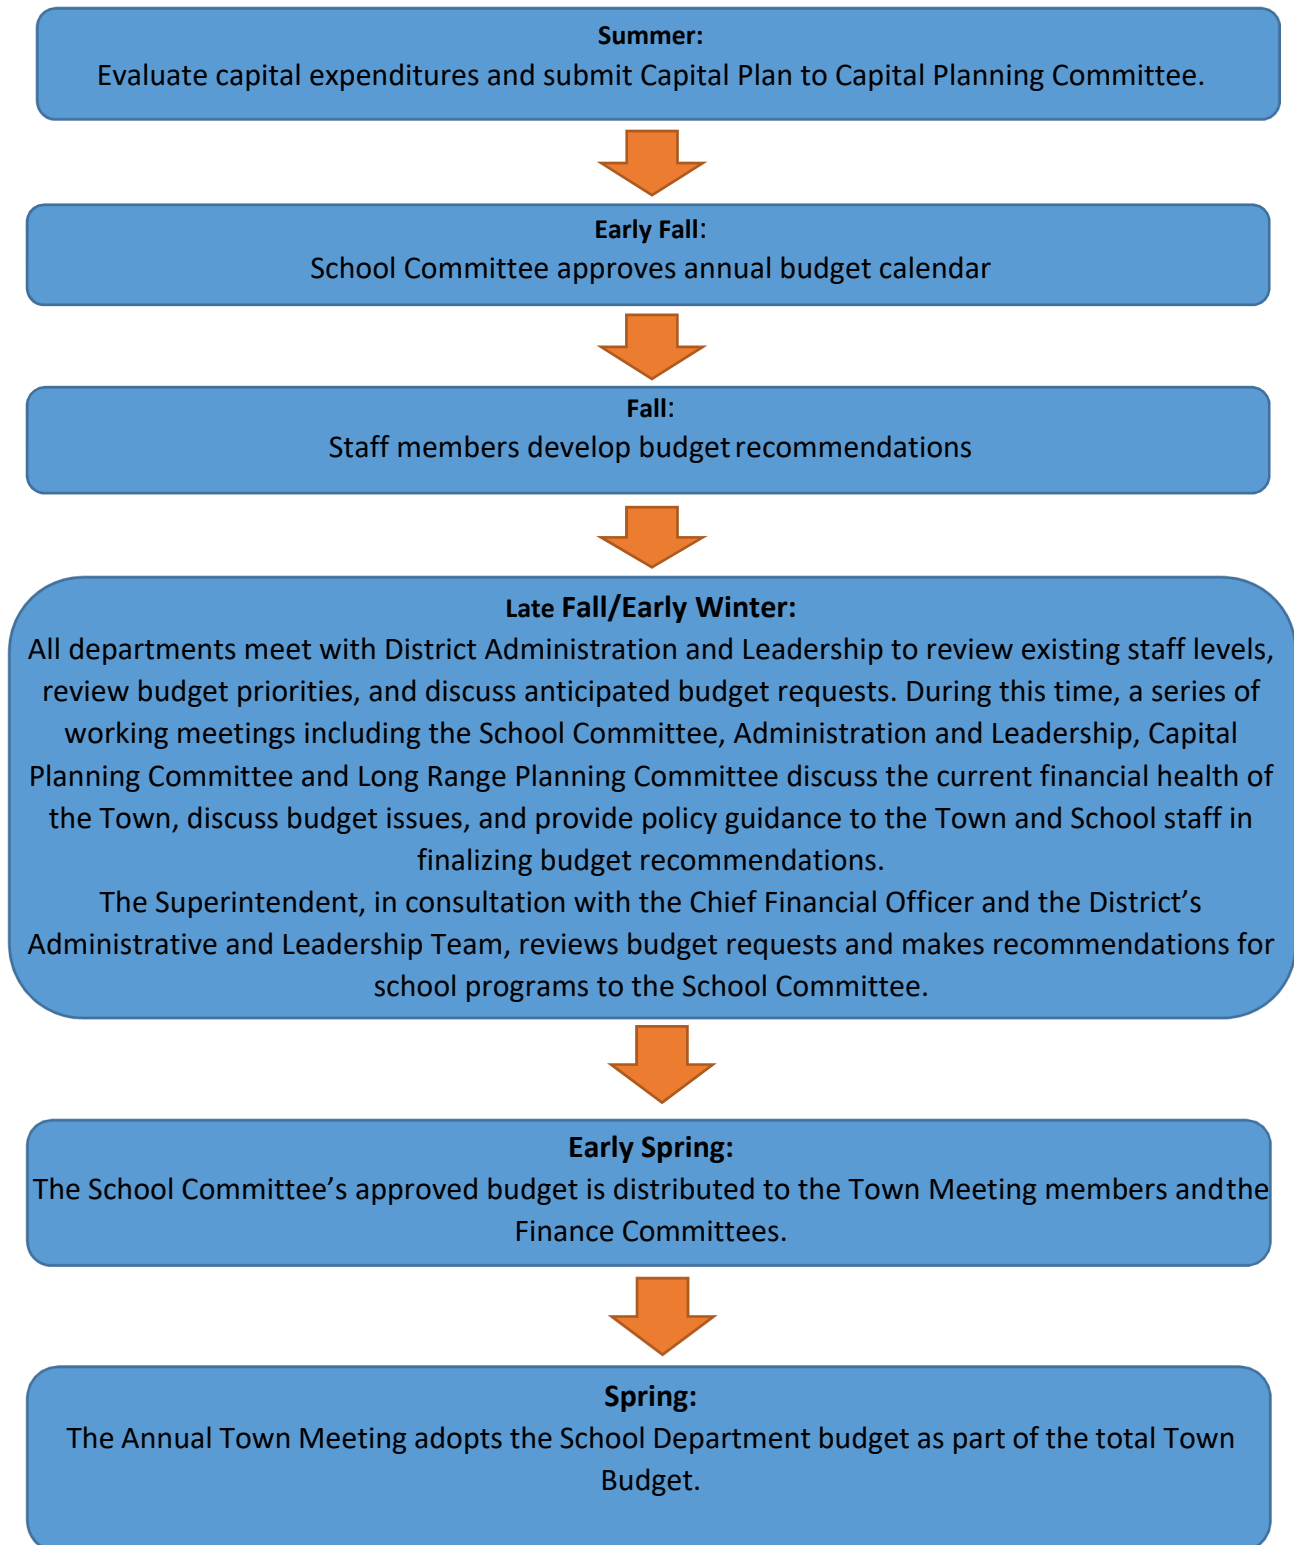 Summer:
Evaluate capital expenditures and submit Capital Plan to Capital Planning Committee.
Early Fall:
School Committee approves annual budget calendar
Fall:
Staff members develop budget recommendations
Late Fall/Early Winter:
All departments meet with District Administration and Leadership to review existing staff levels,
review budget priorities, and discuss anticipated budget requests. During this time, a series of
working meetings including the School Committee, Administration and Leadership, Capital
Planning Committee and Long Range Planning Committee discuss the current financial health of
the Town, discuss budget issues, and provide policy guidance to the Town and School staff in
finalizing budget recommendations.
The Superintendent, in consultation with the Chief Financial Officer and the District’s
Administrative and Leadership Team, reviews budget requests and makes recommendations for
school programs to the School Committee.
Early Spring:
The School Committee’s approved budget is distributed to the Town Meeting members andthe
Finance Committees.
Spring:
The Annual Town Meeting adopts the School Department budget as part of the total Town
Budget.